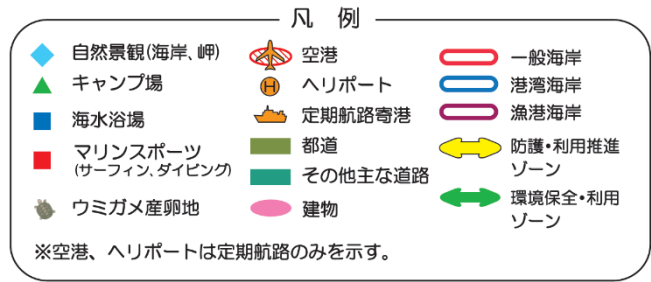 凡 例
自然景観(海岸、岬)
キャンプ場
海水浴場
マリンスポーツ
(サーフィン、ダイビング)
ウミガメ産卵地
空港
H
ヘリポート
定期航路寄港
都道
その他主な道路
建物
一般海岸
港湾海岸
漁港海岸
防護・利用推進
ゾーン
環境保全・利用
ゾーン
※空港、ヘリポートは定期航路のみを示す。